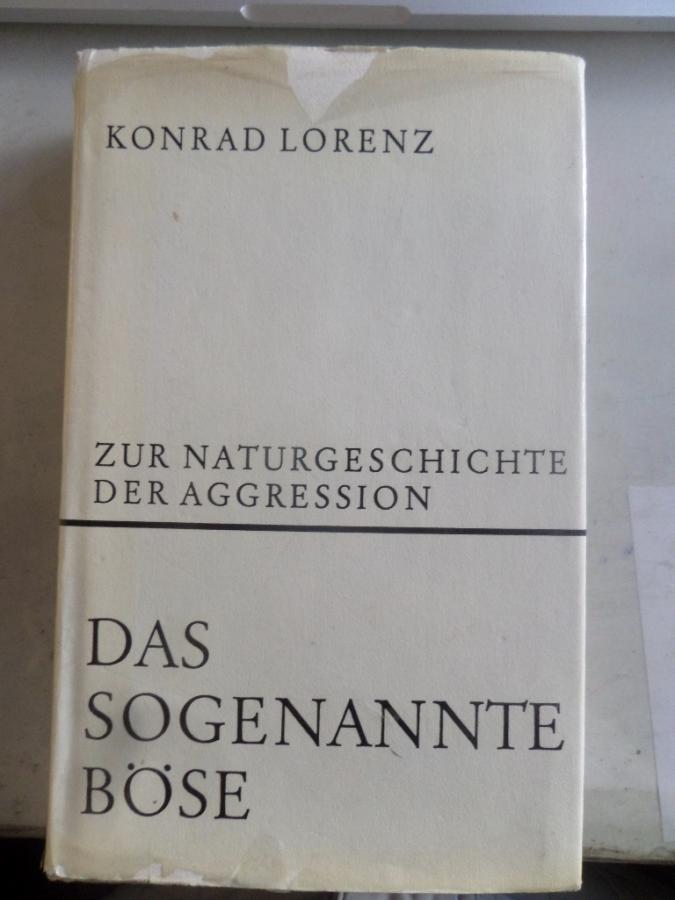 KONRAD LORENZ
ZUR NATURGESCHICHTE
DER AGGRESSION
DAS
SOGENANNTE
BÖSE